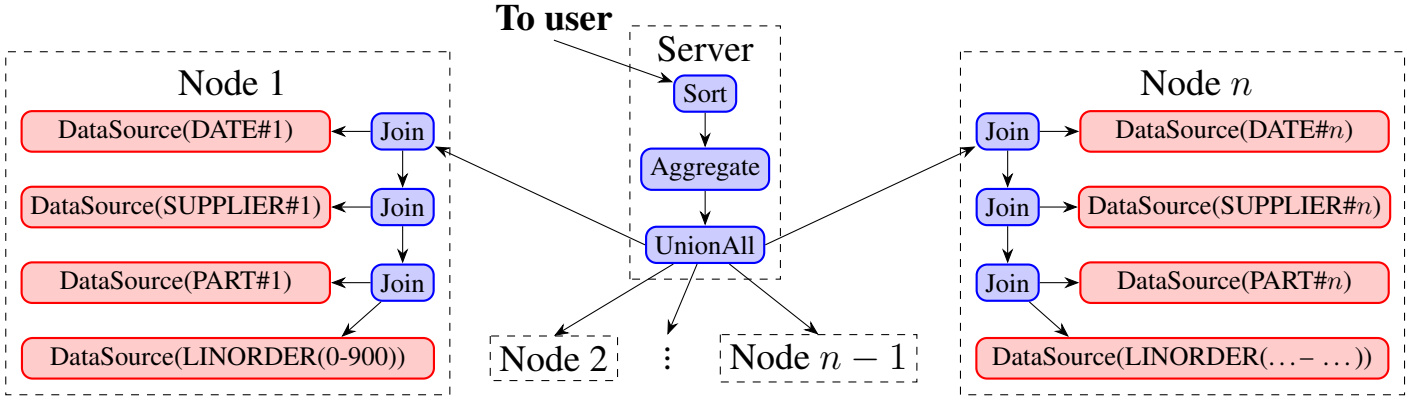 To user
Server
Sort
Aggregate
UnionAll
Node 1
DataSource(DATE#1)
Join
DataSource(SUPPLIER#1)
Join
DataSource(PART#1)
Join
DataSource(LINORDER(0-900))
Node 2
⋮
Node n − 1
Node n
Join
DataSource(DATE#n)
Join
DataSource(SUPPLIER#n)
Join
DataSource(PART#n)
DataSource(LINORDER(...– ...))